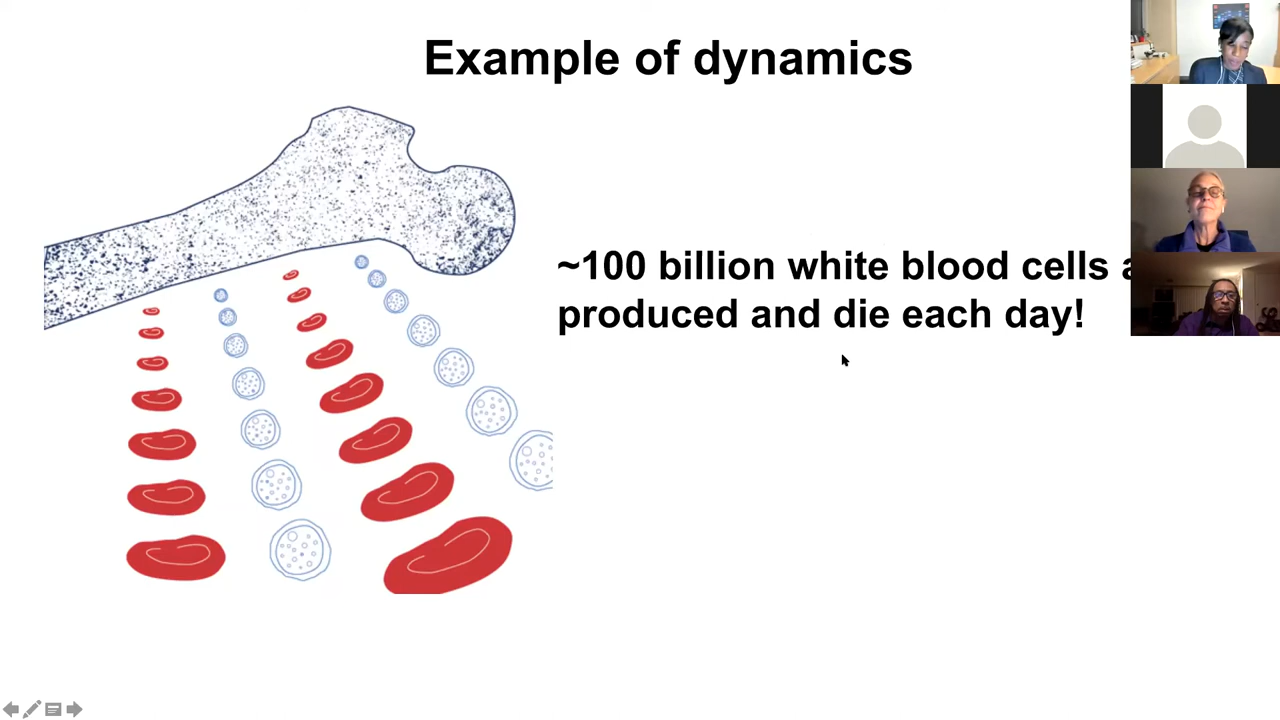 Example of dynamics
~100 billion white blood cells
produced and die each day!